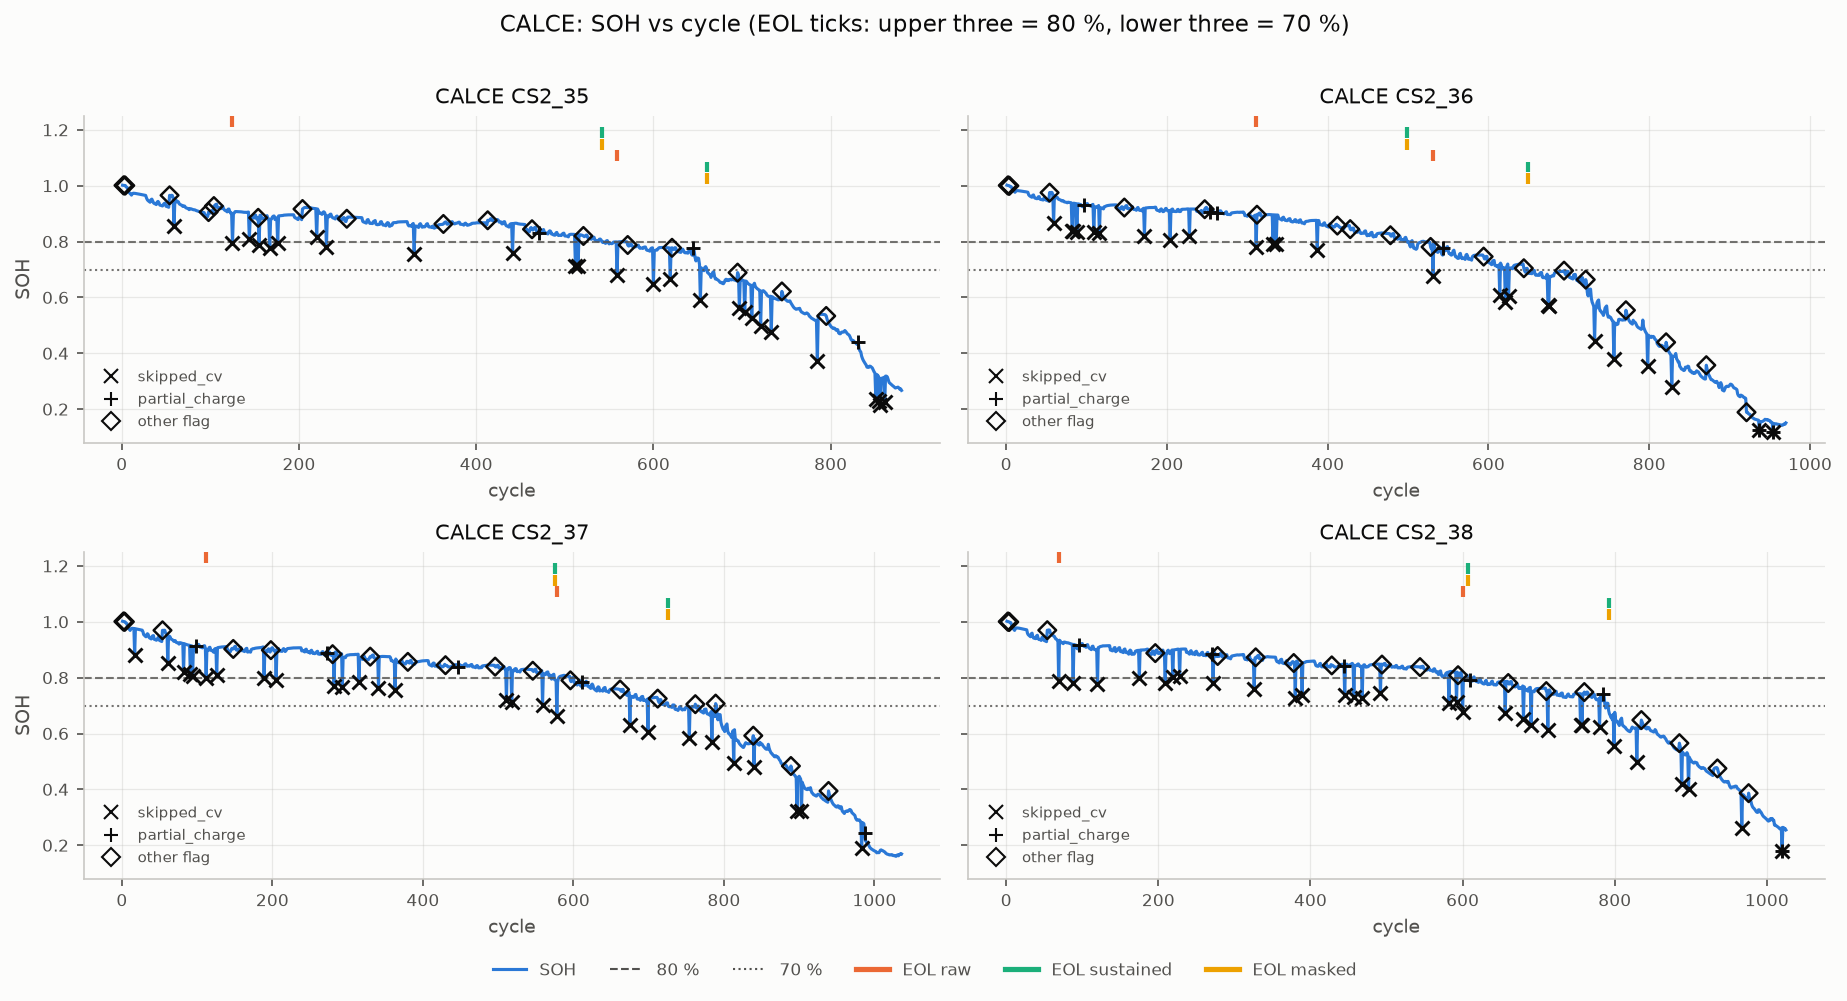 CALCE: SOH vs cycle (EOL ticks: upper three = 80 %, lower three = 70 %)
CALCE CS2_35
1.2
1.0
0.8
0.6
0.4
0.2
SOH
skipped_cv
partial_charge
other flag
0 200 400 600 800
cycle
CALCE CS2_36
skipped_cv
partial_charge
other flag
0 200 400 600 800 1000
cycle
CALCE CS2_37
1.2
1.0
0.8
0.6
0.4
0.2
SOH
skipped_cv
partial_charge
other flag
0 200 400 600 800 1000
cycle
CALCE CS2_38
skipped_cv
partial_charge
other flag
0 200 400 600 800 1000
cycle
SOH 80 % 70 % EOL raw EOL sustained EOL masked